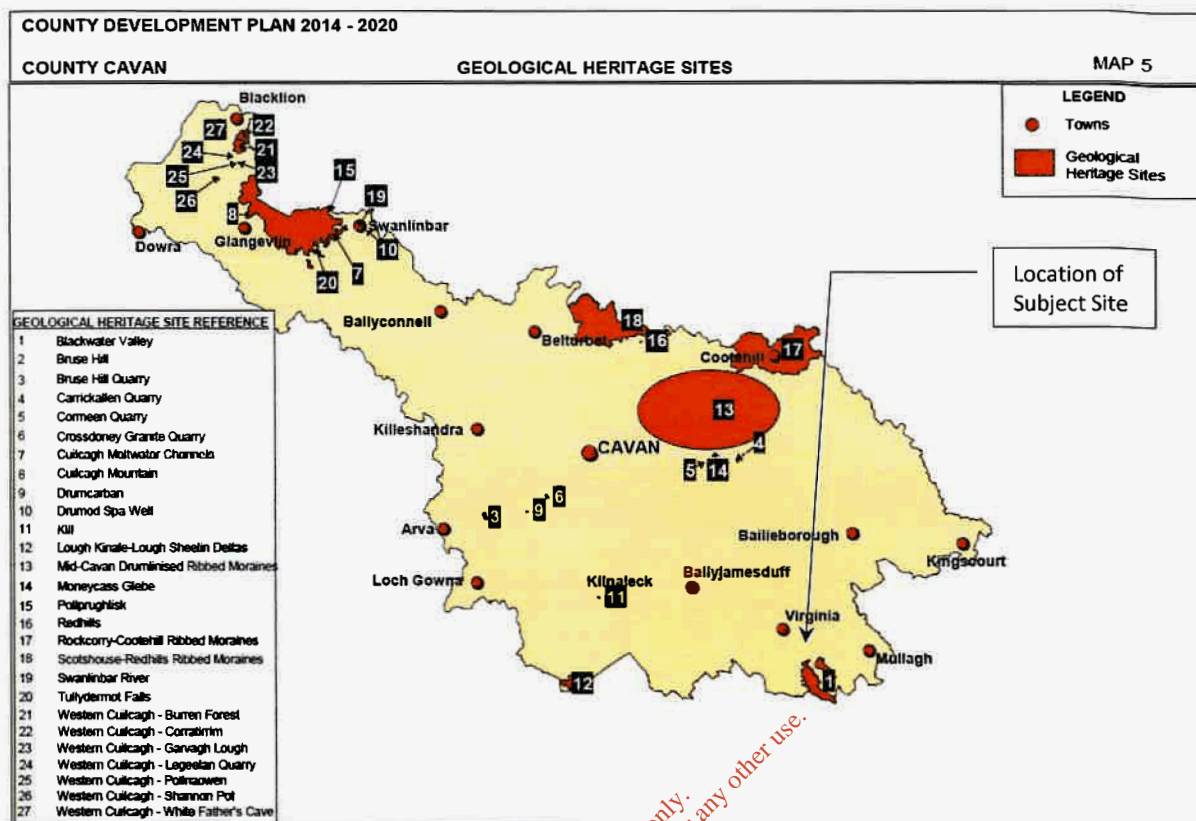 COUNTY DEVELOPMENT PLAN 2014 - 2020
COUNTY CAVAN
GEOLOGICAL HERITAGE SITES
MAP 5
LEGEND
Towns
Geological
Heritage Sites
Location of
Subject Site
Blacklion
27
22
24
21
25
23
26
15
19
8
Swanlinbar
Dowra
Glangevlin
10
7
20
Ballyconnell
18
Belturbet
16
Cootehill
17
13
Killeshandra
CAVAN
4
5
14
6
3
9
Arva
Bailieborough
Kingscourt
Loch Gowna
Kilnaleck
Ballyjamesduff
11
Virginia
Mullagh
12
1
GEOLOGICAL HERITAGE SITE REFERENCE
1 Blackwater Valley
2 Bruse Hill
3 Bruse Hill Quarry
4 Carrickallen Quarry
5 Cormeen Quarry
6 Crossdoney Granite Quarry
7 Cuilcagh Meltwater Channels
8 Cuilcagh Mountain
9 Drumcarban
10 Drumod Spa Well
11 Kill
12 Lough Kinale-Lough Sheelin Deltas
13 Mid-Cavan Drumlinised Ribbed Moraines
14 Moneycass Glebe
15 Pollprughlisk
16 Redhills
17 Rockcorry-Cootehill Ribbed Moraines
18 Scotshouse-Redhills Ribbed Moraines
19 Swanlinbar River
20 Tullydermot Falls
21 Western Cuilcagh - Burren Forest
22 Western Cuilcagh - Corratirrim
23 Western Cuilcagh - Garvagh Lough
24 Western Cuilcagh - Legeelan Quarry
25 Western Cuilcagh - Pollnaowen
26 Western Cuilcagh - Shannon Pot
27 Western Cuilcagh - White Father's Cave
only.
any other use.